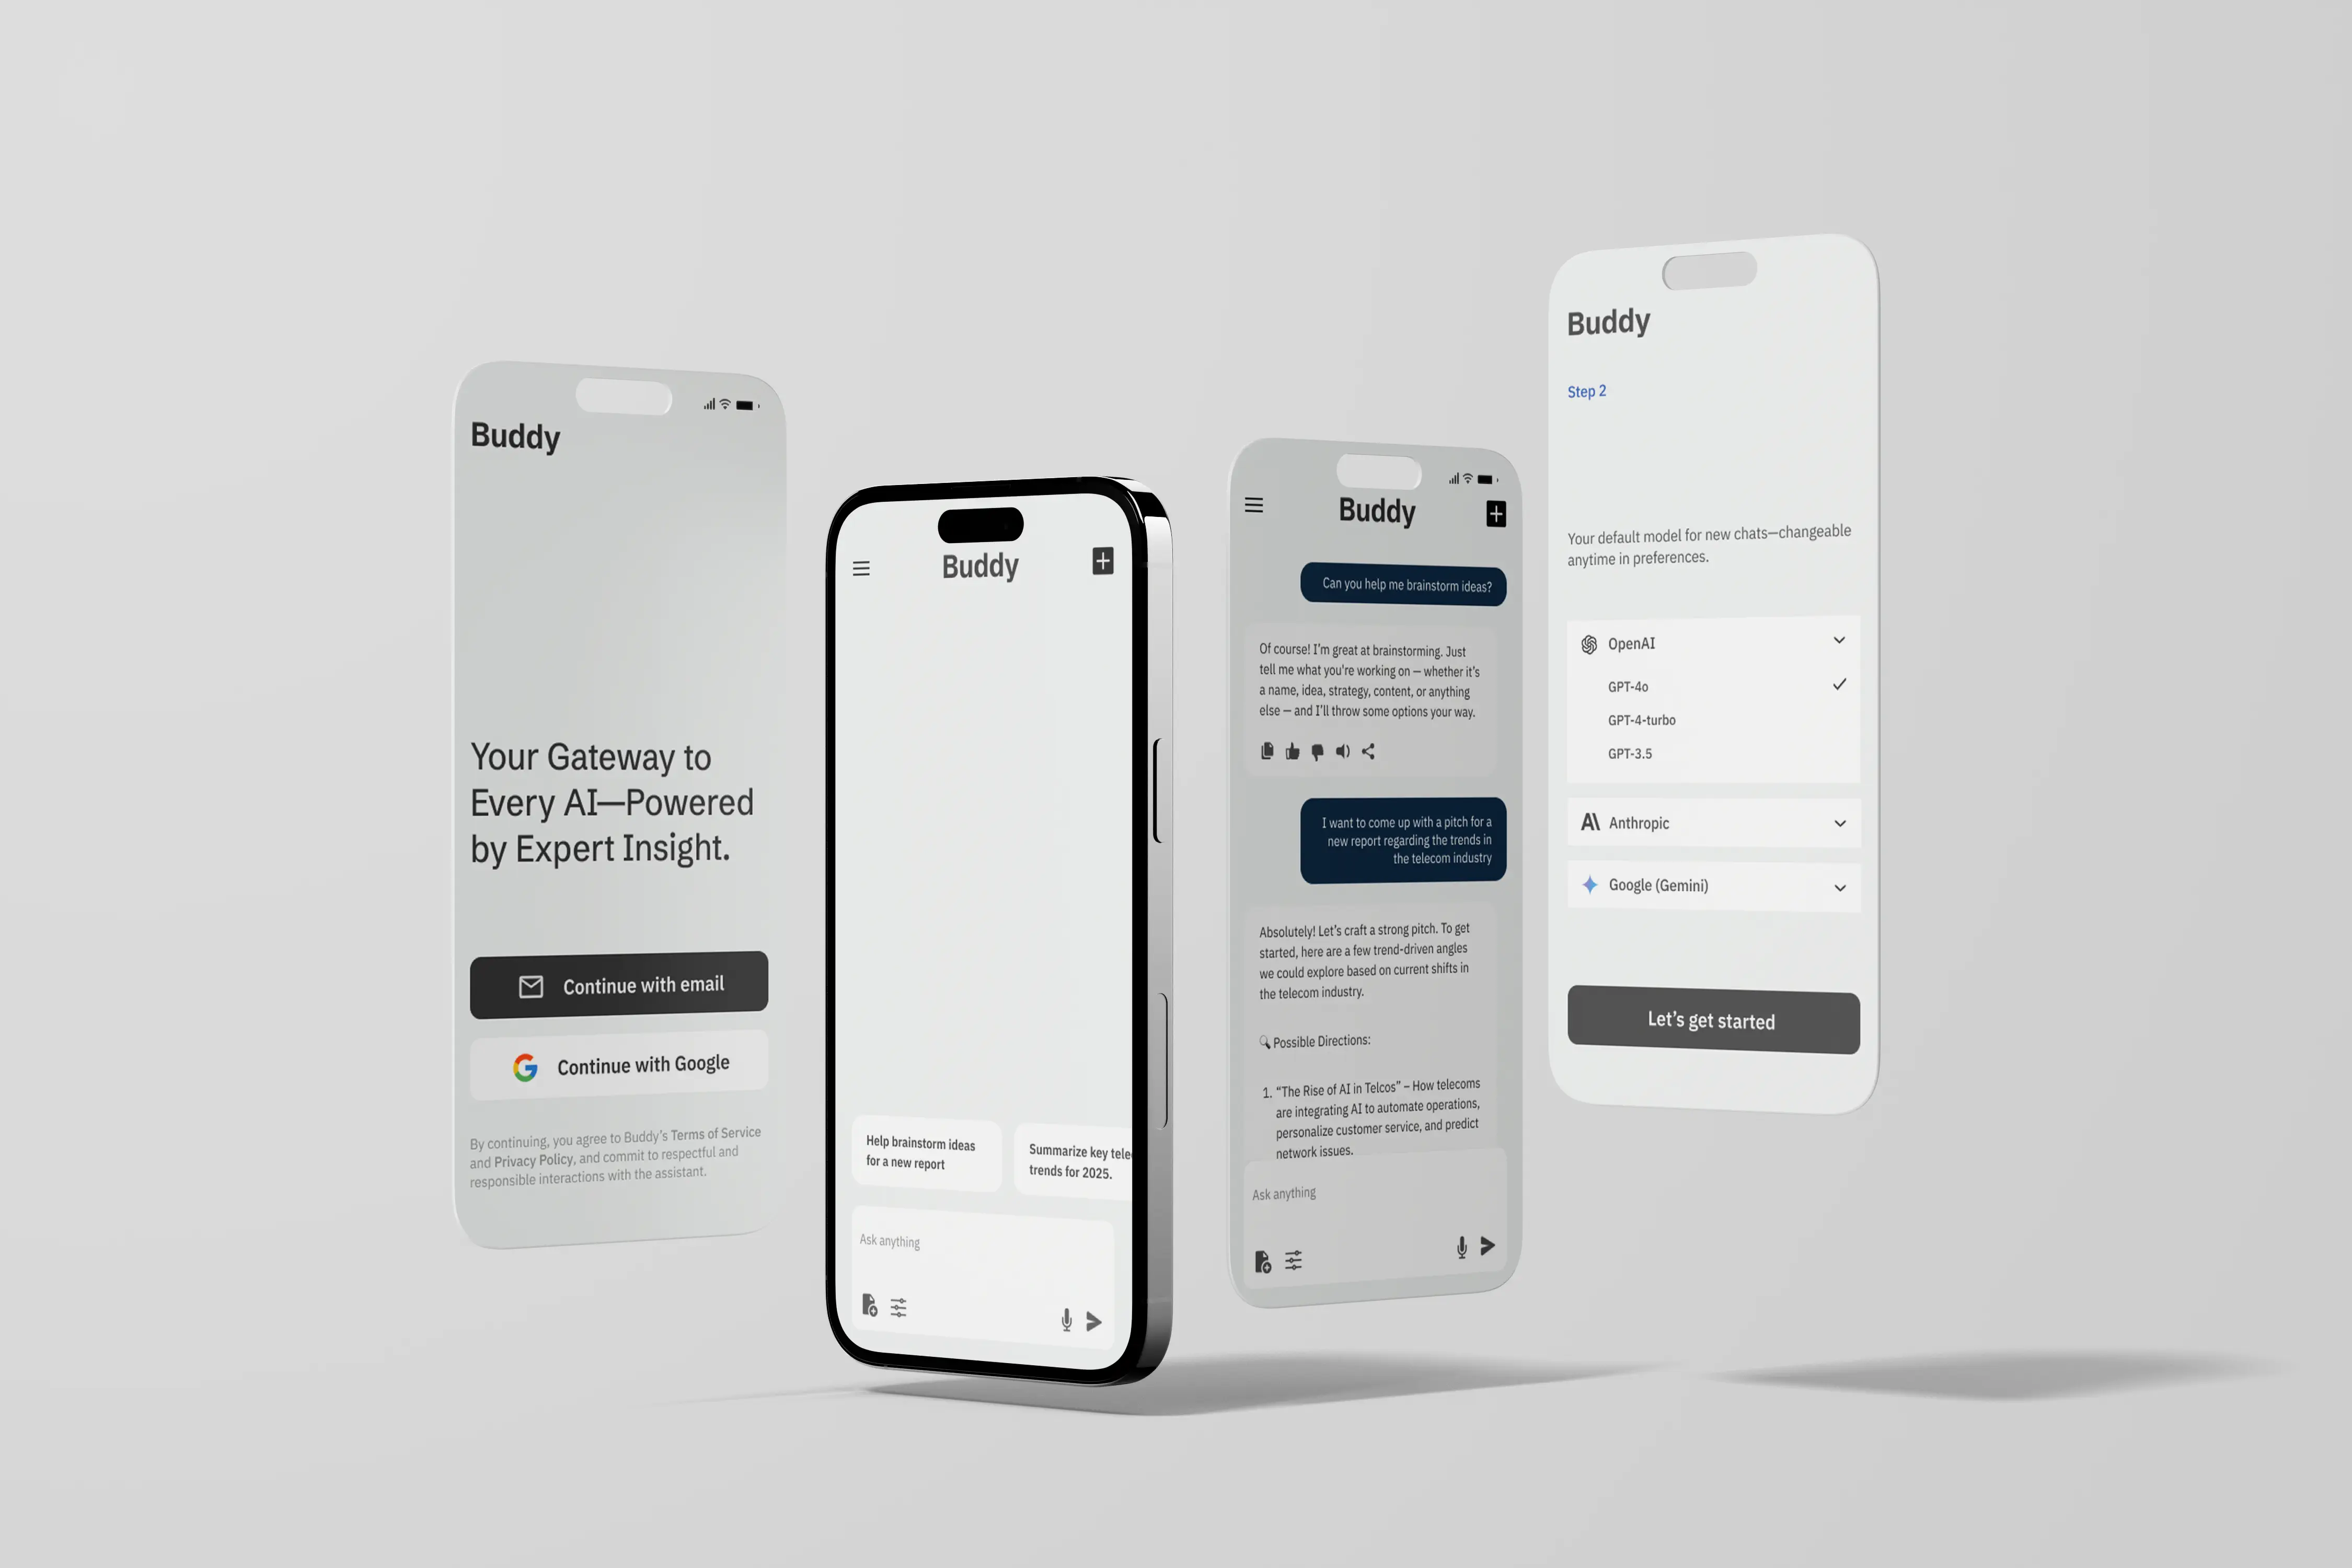 Buddy
Your Gateway to
Every AI—Powered
by Expert Insight.
Continue with email
Continue with Google
By continuing, you agree to Buddy's Terms of Service
and Privacy Policy, and commit to respectful and
responsible interactions with the assistant.
Buddy
Help brainstorm ideas
for a new report
Summarize key tele
trends for 2025.
Ask anything
Buddy
Can you help me brainstorm ideas?
Of course! I'm great at brainstorming. Just
tell me what you're working on — whether it's
a name, idea, strategy, content, or anything
else — and I'll throw some options your way.
I want to come up with a pitch for a
new report regarding the trends in
the telecom industry
Absolutely! Let's craft a strong pitch. To get
started, here are a few trend-driven angles
we could explore based on current shifts in
the telecom industry.
🔍 Possible Directions:
1. “The Rise of AI in Telcos” – How telecoms
are integrating AI to automate operations,
personalize customer service, and predict
network issues.
Ask anything
Buddy
Step 2
Your default model for new chats—changeable
anytime in preferences.
OpenAI
GPT-4o
GPT-4-turbo
GPT-3.5
Anthropic
Google (Gemini)
Let's get started